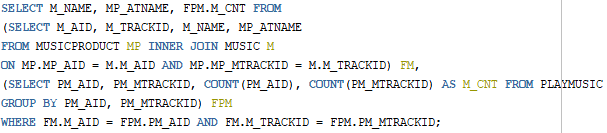 SELECT M_NAME, MP_ATNAME, FPM.M_CNT FROM
(SELECT M_AID, M_TRACKID, M_NAME, MP_ATNAME
FROM MUSICPRODUCT MP INNER JOIN MUSIC M
ON MP.MP_AID = M.M_AID AND MP.MP_MTRACKID = M.M_TRACKID) FM,
(SELECT PM_AID, PM_MTRACKID, COUNT(PM_AID), COUNT(PM_MTRACKID) AS M_CNT FROM PLAYMUSIC
GROUP BY PM_AID, PM_MTRACKID) FPM
WHERE FM.M_AID = FPM.PM_AID AND FM.M_TRACKID = FPM.PM_MTRACKID;